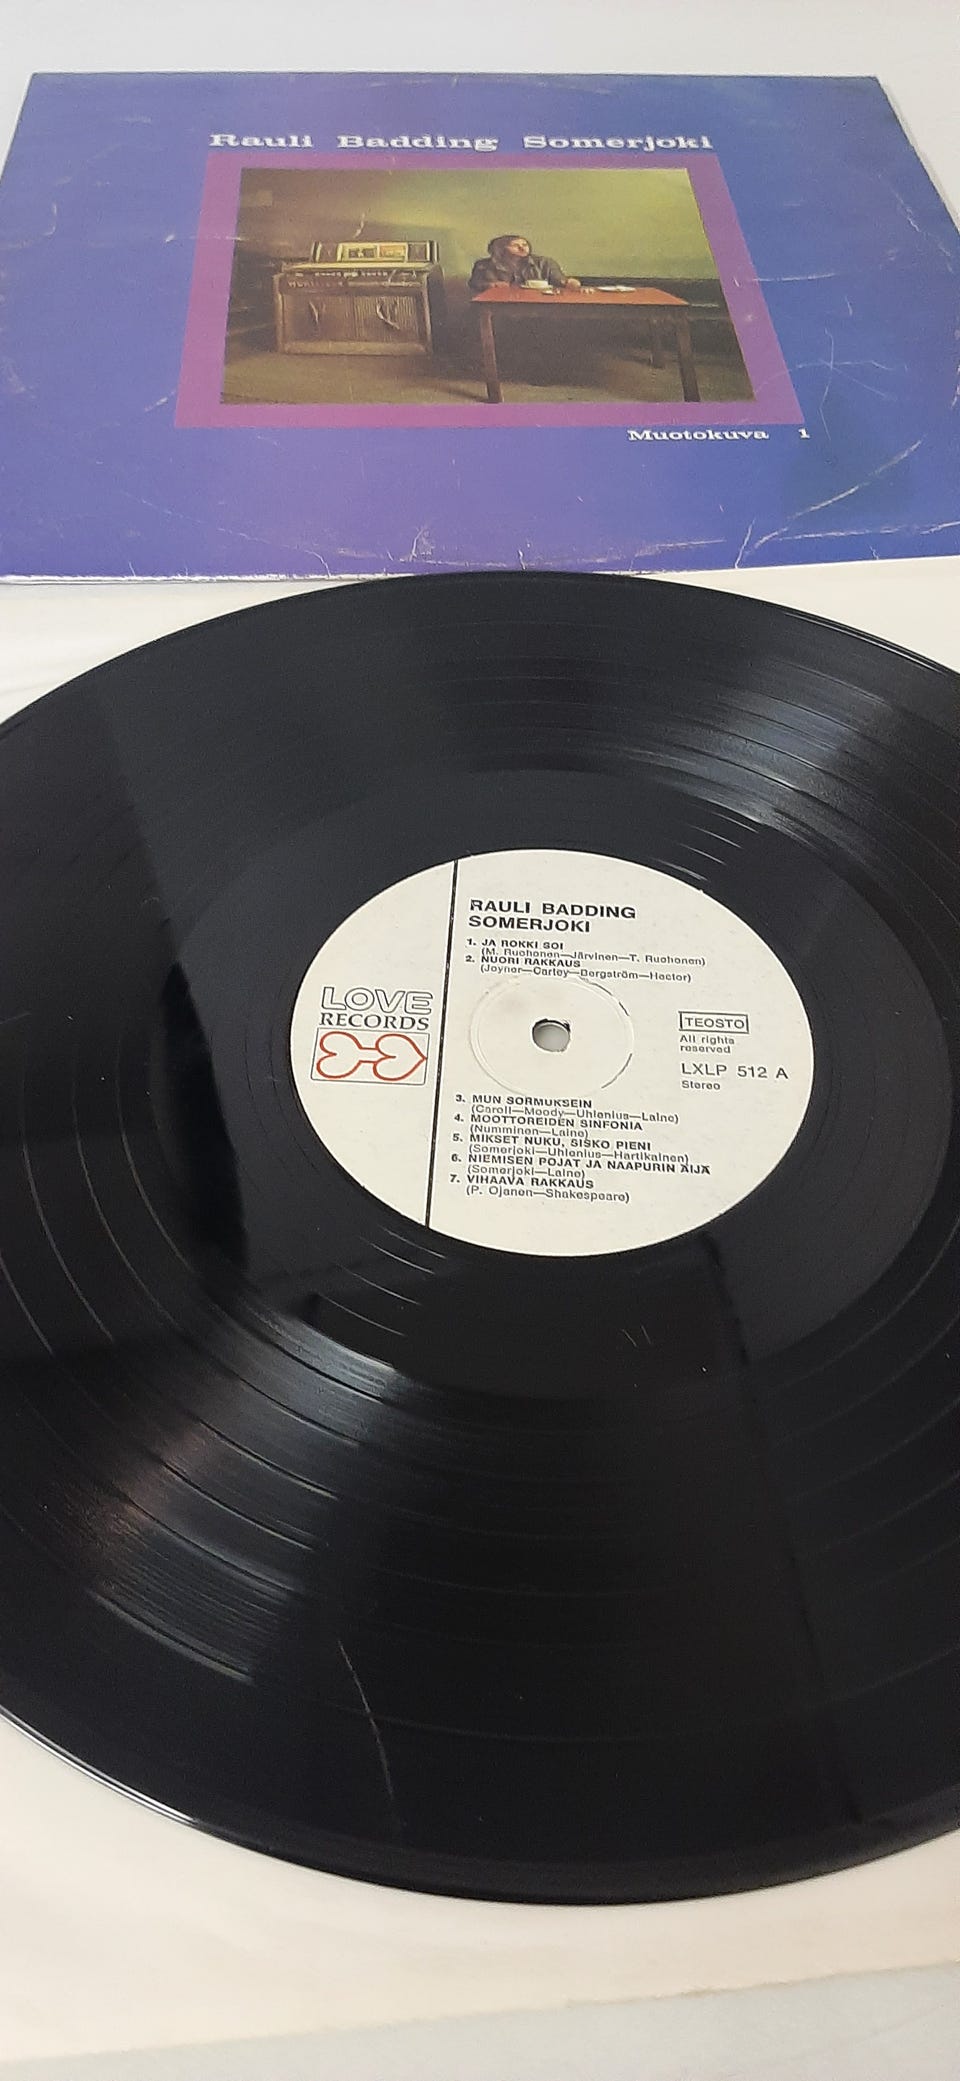 Rauli Badding Somerjoki
Muotokuva 1
RAULI BADDING
SOMERJOKI
1. JA ROKKI SOI
(M. Ruohonen—Järvinen—T. Ruohonen)
2. NUORI RAKKAUS
(Joyner—Cartey—Bergström—Hector)
LOVE
RECORDS
TEOSTO
All rights
reserved
LXLP 512 A
Stereo
3. MUN SORMUKSEIN
(Caroll—Moody—Uhlenius—Laine)
4. MOOTTOREIDEN SINFONIA
(Numminen—Laine)
5. MIKSET NUKU, SISKO PIENI
(Somerjoki—Uhlenius—Hartikainen)
6. NIEMISEN POJAT JA NAAPURIN ÄIJÄ
(Somerjoki—Laine)
7. VIHAAVA RAKKAUS
(P. Ojanen—Shakespeare)